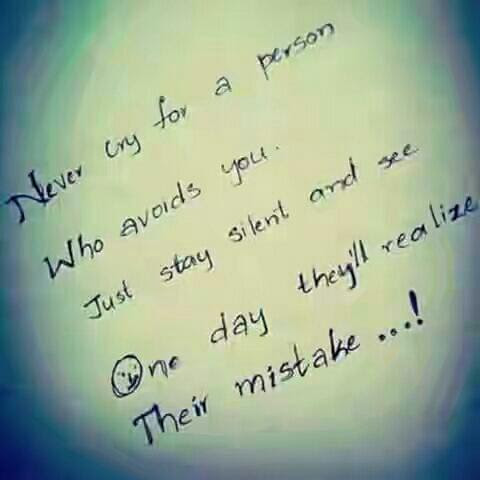 Never cry for a person
Who avoids you.
Just stay silent and see
One day they'll realize
Their mistake ...!